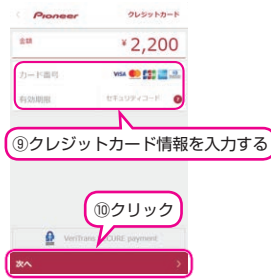 Pioneer クレジットカード
金額
¥ 2,200
カード番号 VISA
有効期限 セキュリティコード
⑨クレジットカード情報を入力する
⑩クリック
VeriTrans SECURE payment
次へ